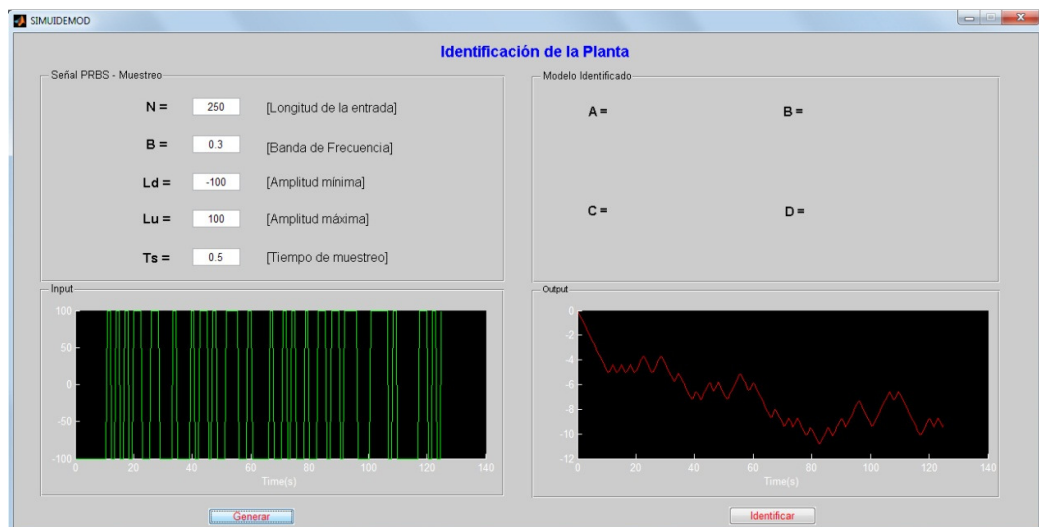 SIMUIDEMOD
Identificación de la Planta
Señal PRBS - Muestreo
N = 250 [Longitud de la entrada]
B = 0.3 [Banda de Frecuencia]
Ld = -100 [Amplitud mínima]
Lu = 100 [Amplitud máxima]
Ts = 0.5 [Tiempo de muestreo]
Modelo Identificado
A = B =
C = D =
Input
100
50
0
-50
-100
0 20 40 60 80 100 120 140
Time(s)
Output
0
-2
-4
-6
-8
-10
-12
0 20 40 60 80 100 120 140
Time(s)
Generar
Identificar